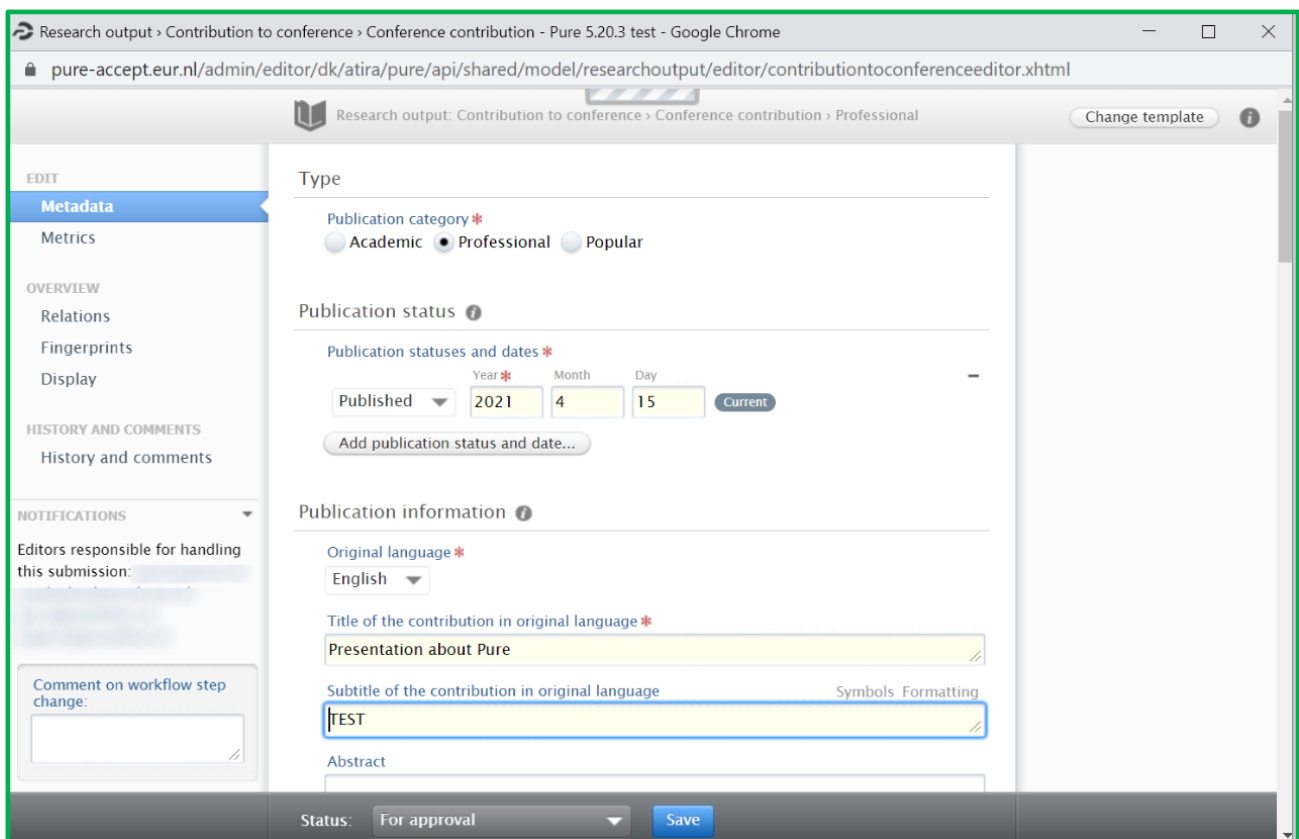 Research output › Contribution to conference › Conference contribution - Pure 5.20.3 test - Google Chrome
pure-accept.eur.nl/admin/editor/dk/atira/pure/api/shared/model/researchoutput/editor/contributiontoconferenceeditor.xhtml
Research output: Contribution to conference › Conference contribution › Professional
Change template
EDIT
Metadata
Metrics
OVERVIEW
Relations
Fingerprints
Display
HISTORY AND COMMENTS
History and comments
NOTIFICATIONS
Editors responsible for handling
this submission:
Comment on workflow step
change:
Type
Publication category *
Academic Professional Popular
Publication status
Publication statuses and dates *
Year * Month Day
Published 2021 4 15 Current
Add publication status and date...
Publication information
Original language *
English
Title of the contribution in original language *
Presentation about Pure
Subtitle of the contribution in original language Symbols Formatting
TEST
Abstract
Status: For approval Save